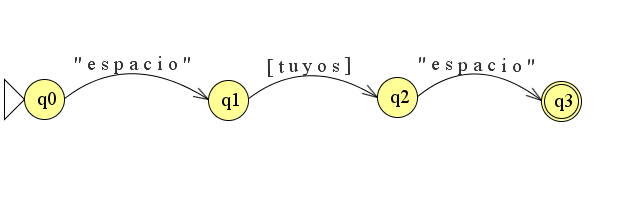 "espacio" [tuyos] "espacio"
q0 q1 q2 q3